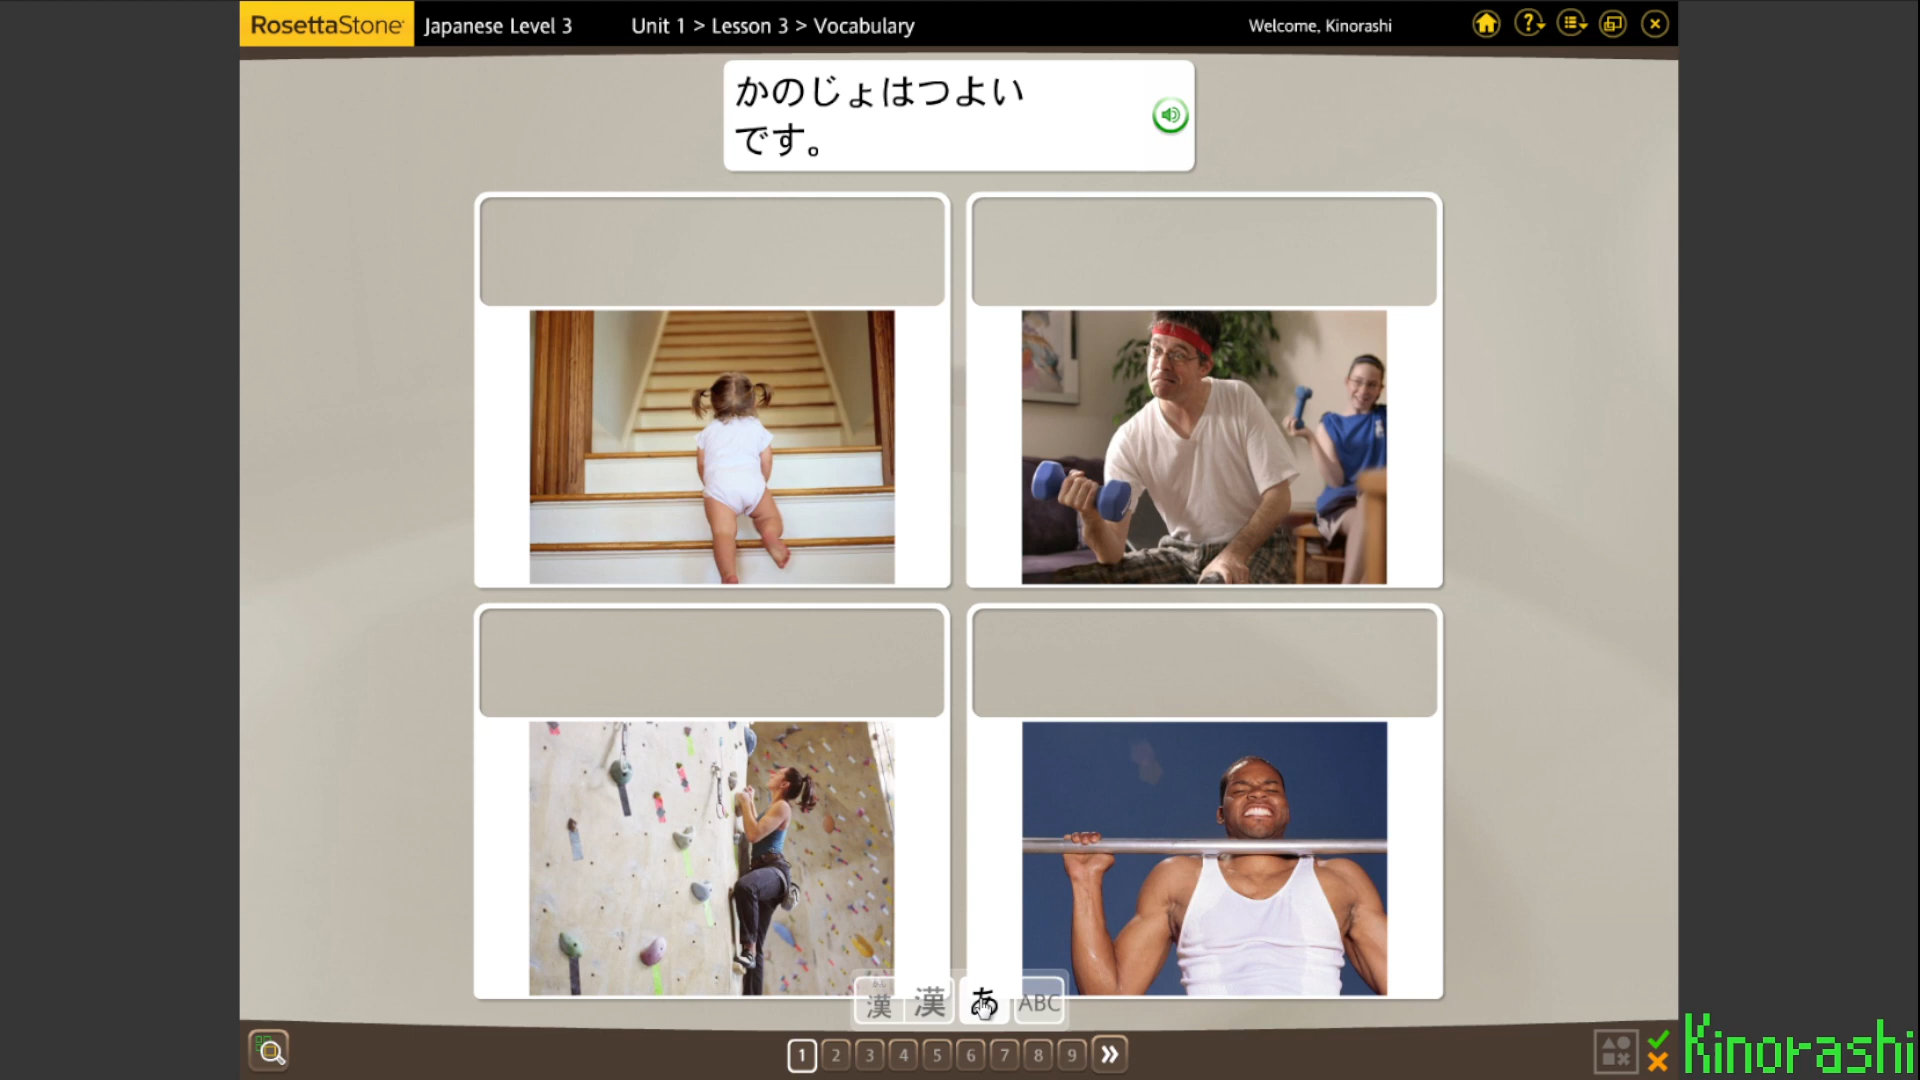 RosettaStone Japanese Level 3 Unit 1 > Lesson 3 > Vocabulary Welcome, Kinorashi
かのじょはつよい
です。
漢 漢 あ ABC
1 2 3 4 5 6 7 8 9
Kinorashi